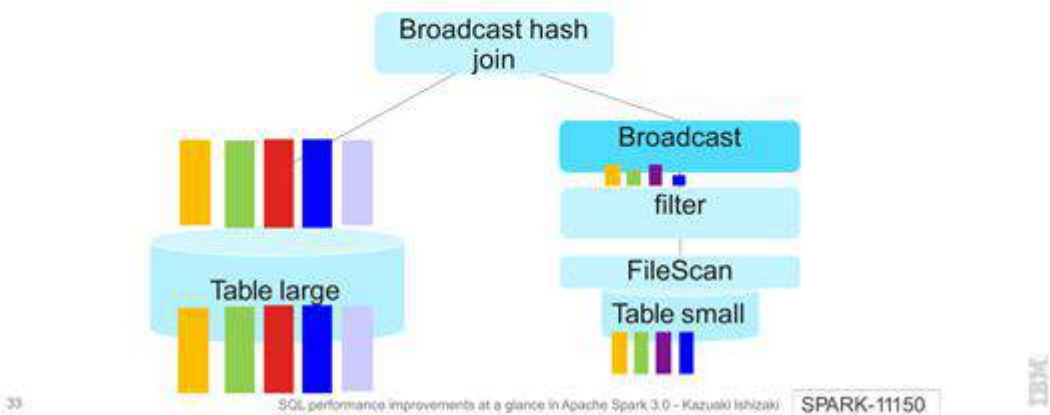 Broadcast hash
join
Broadcast
filter
FileScan
Table large
Table small
33
SQL performance improvements at a glance in Apache Spark 3.0 - Kazuaki Ishizaki
SPARK-11150
IBM